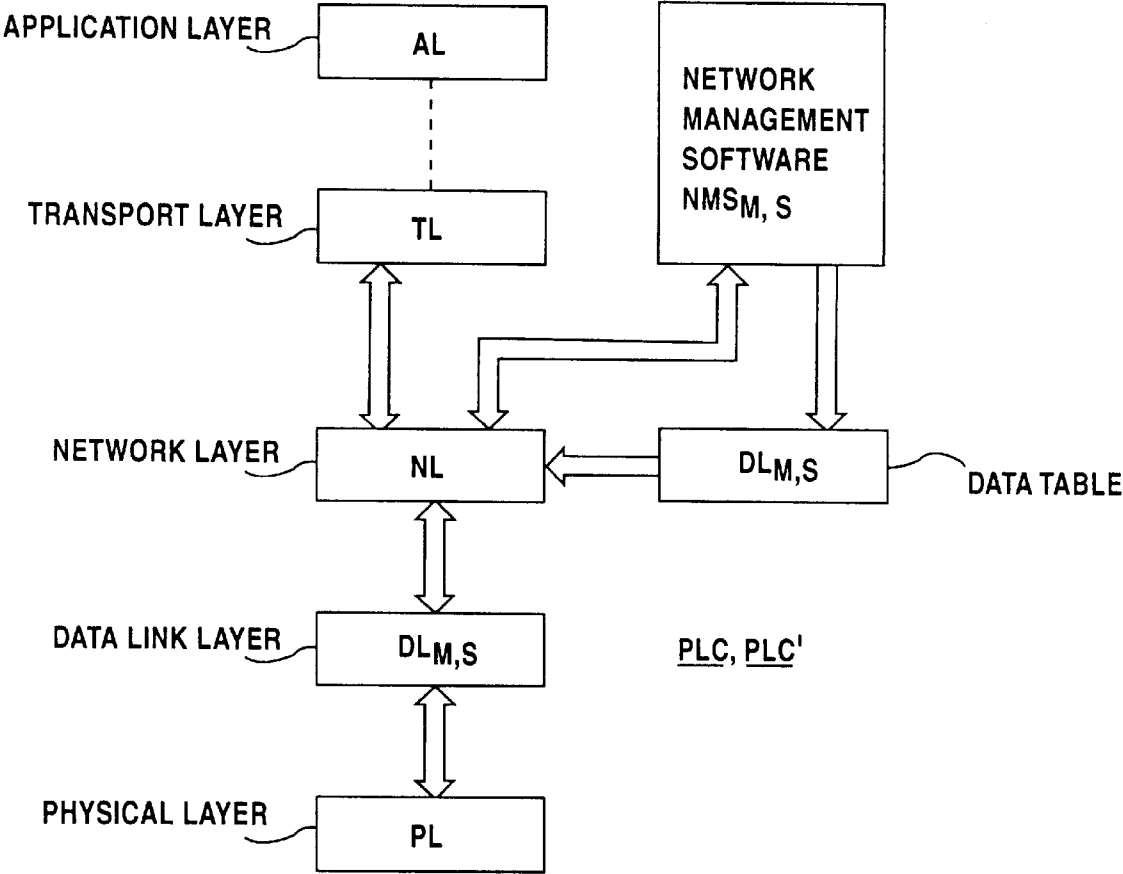 APPLICATION LAYER
AL
NETWORK
MANAGEMENT
SOFTWARE
NMSM, S
TRANSPORT LAYER
TL
NETWORK LAYER
NL
DLM,S
DATA TABLE
DATA LINK LAYER
DLM,S
PLC, PLC'
PHYSICAL LAYER
PL